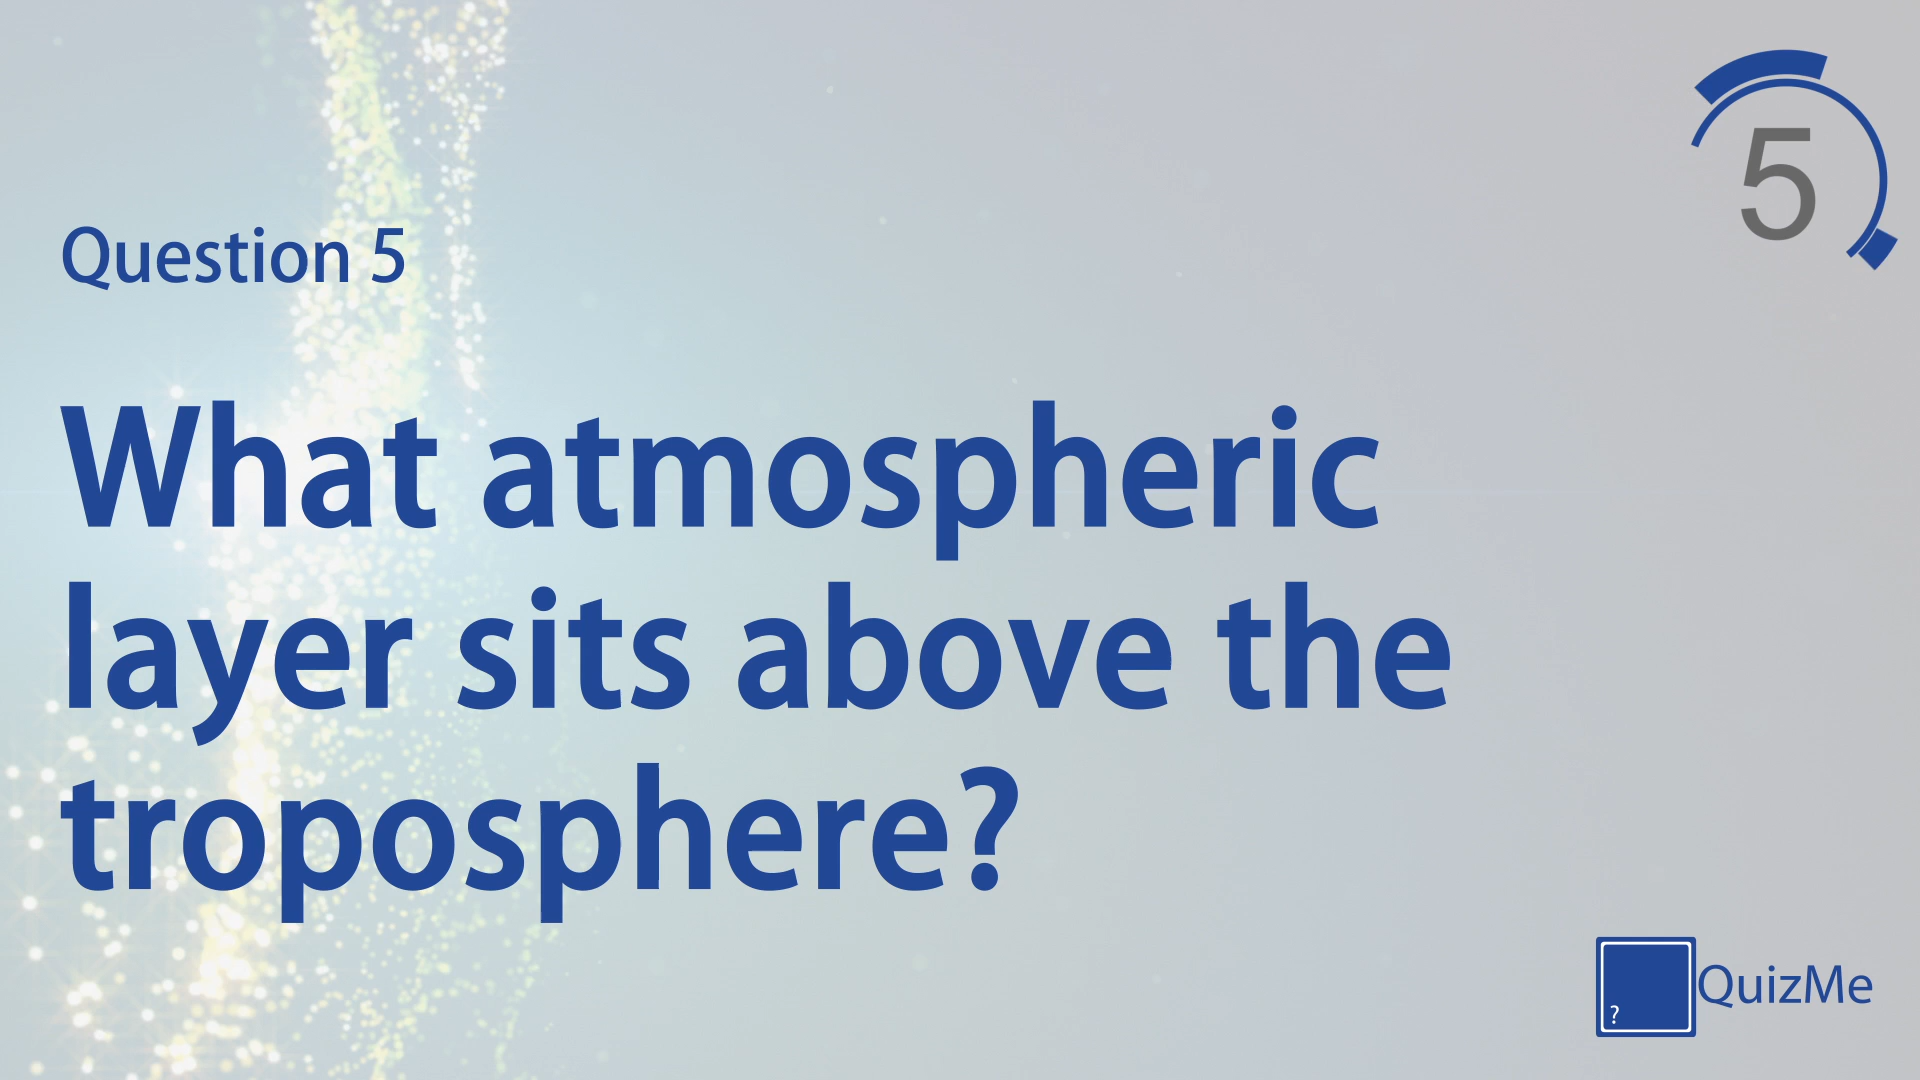 5
Question 5
What atmospheric
layer sits above the
troposphere?
?
QuizMe